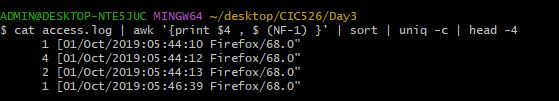 ADMIN@DESKTOP-NTE5JUC MINGW64 ~/desktop/CIC526/Day3
$ cat access.log | awk '{print $4 , $ (NF-1) }' | sort | uniq -c | head -4
1 [01/Oct/2019:05:44:10 Firefox/68.0"
2 [01/Oct/2019:05:44:12 Firefox/68.0"
2 [01/Oct/2019:05:44:13 Firefox/68.0"
1 [01/Oct/2019:05:46:39 Firefox/68.0"